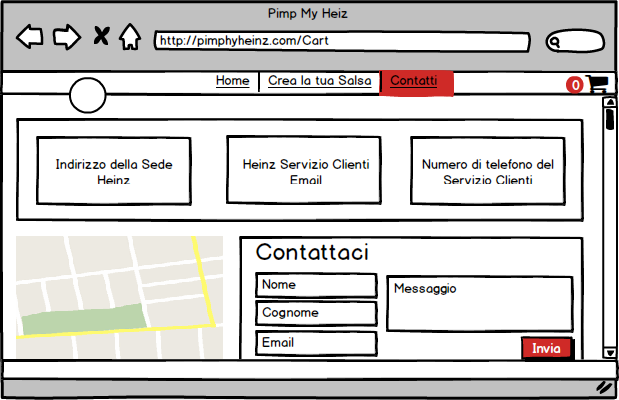 Pimp My Heiz
http://pimphyheinz.com/Cart
Home Crea la tua Salsa Contatti 0
Indirizzo della Sede
Heinz
Heinz Servizio Clienti
Email
Numero di telefono del
Servizio Clienti
Contattaci
Nome
Cognome
Email
Messaggio
Invia